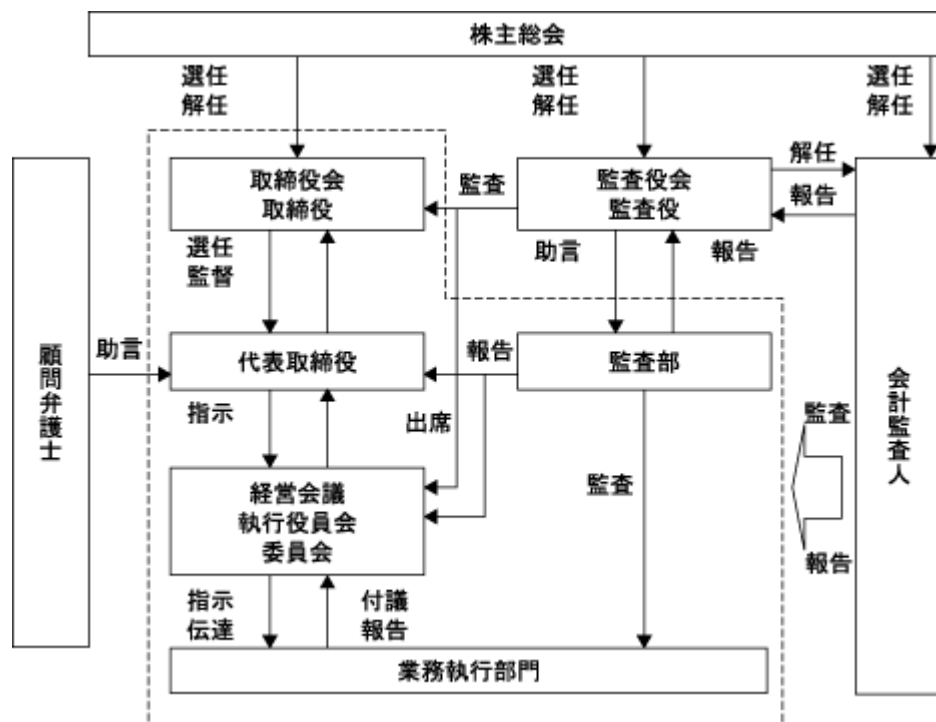 株主総会
選任
解任
選任
解任
選任
解任
取締役会
取締役
監査
監査役会
監査役
解任
報告
選任
監督
助言
報告
顧問弁護士
助言
代表取締役
報告
監査部
会計監査人
指示
出席
監査
監査
経営会議
執行役員会
委員会
報告
指示
伝達
付議
報告
業務執行部門